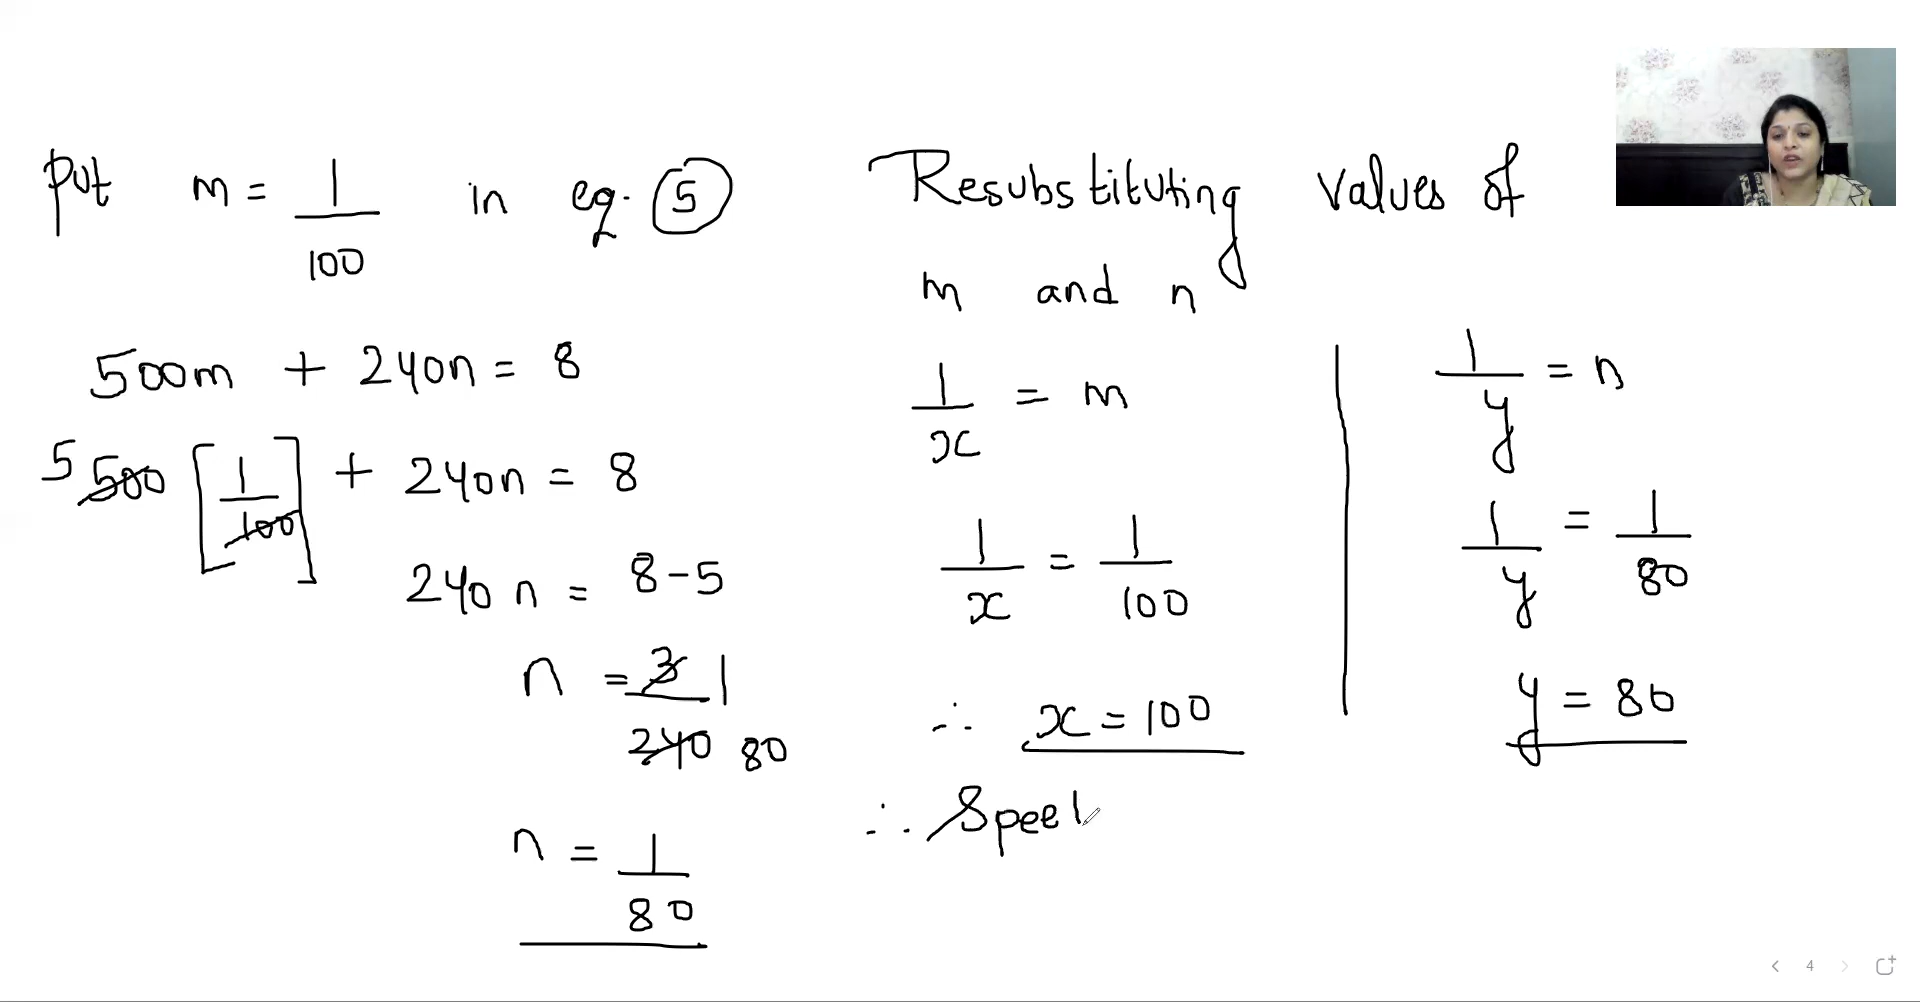 Put m = 1/100 in eq. 5
500m + 240n = 8
5 500 [1/100] + 240n = 8
240 n = 8 - 5
n = 3 1 / 240 80
n = 1/80
Resubstituting values of
m and n
1/x = m
1/x = 1/100
∴ x = 100
∴ Speel
1/y = n
1/y = 1/80
y = 80
4